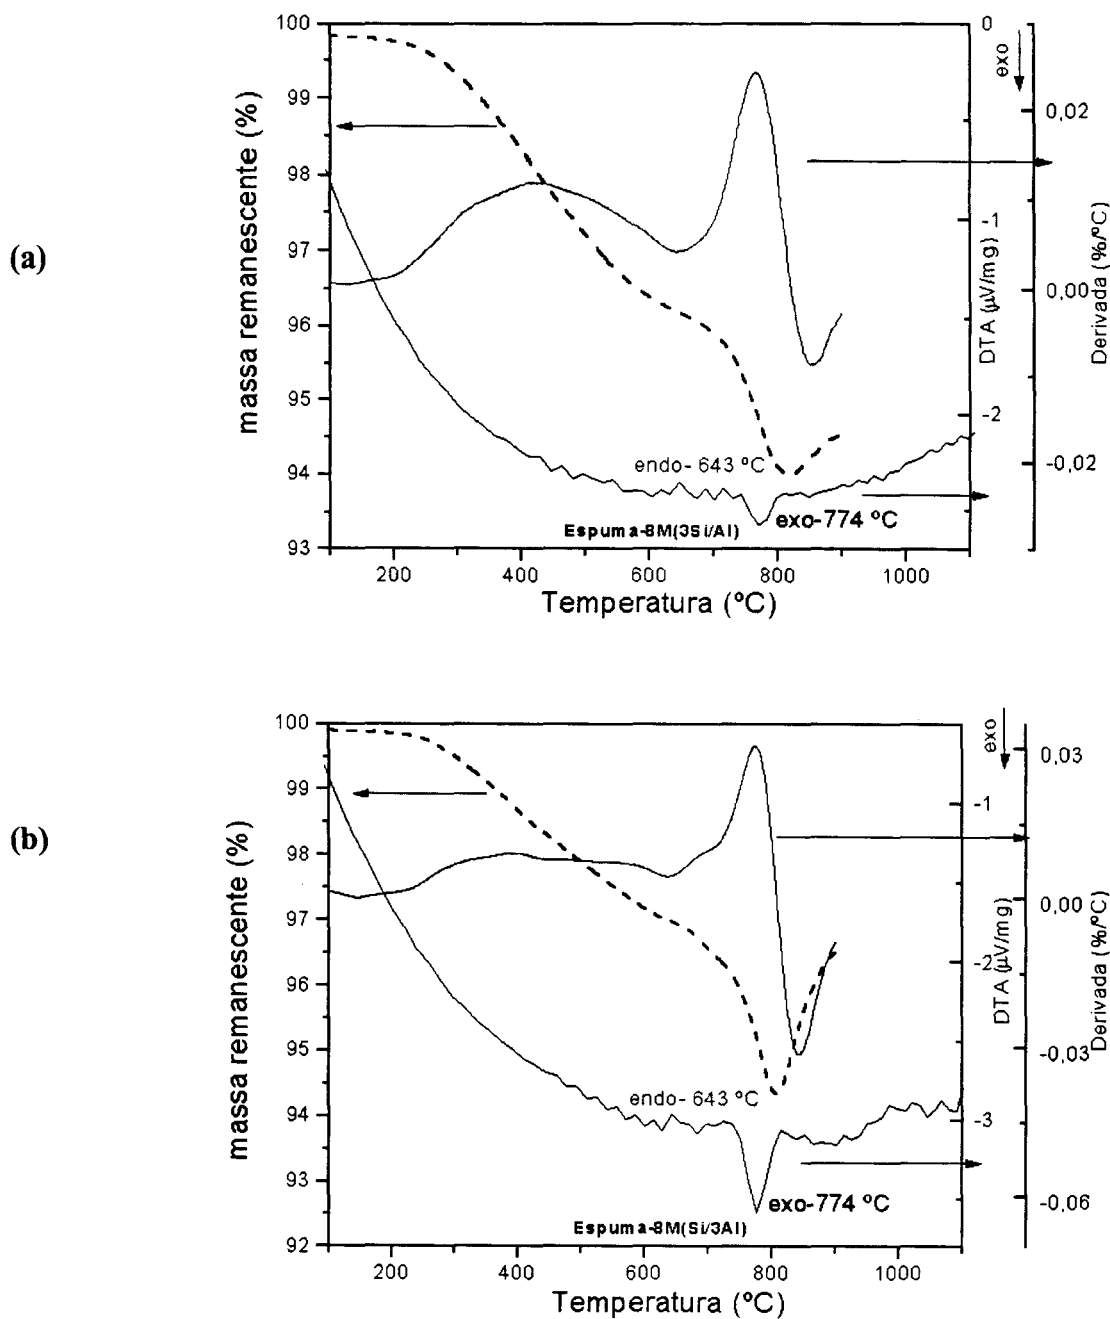 (a)
massa remanescente (%)
100
99
98
97
96
95
94
93
200
400
600
800
1000
Temperatura (ºC)
endo- 643 ºC
exo-774 ºC
Espuma-8M(3Si/Al)
0
-1
-2
DTA (µV/mg)
exo
0,02
0,00
-0,02
Derivada (%/ºC)
(b)
massa remanescente (%)
100
99
98
97
96
95
94
93
92
200
400
600
800
1000
Temperatura (ºC)
endo- 643 ºC
exo-774 ºC
Espuma-8M(Si/3Al)
-1
-2
-3
DTA (µV/mg)
exo
0,03
0,00
-0,03
-0,06
Derivada (%/ºC)